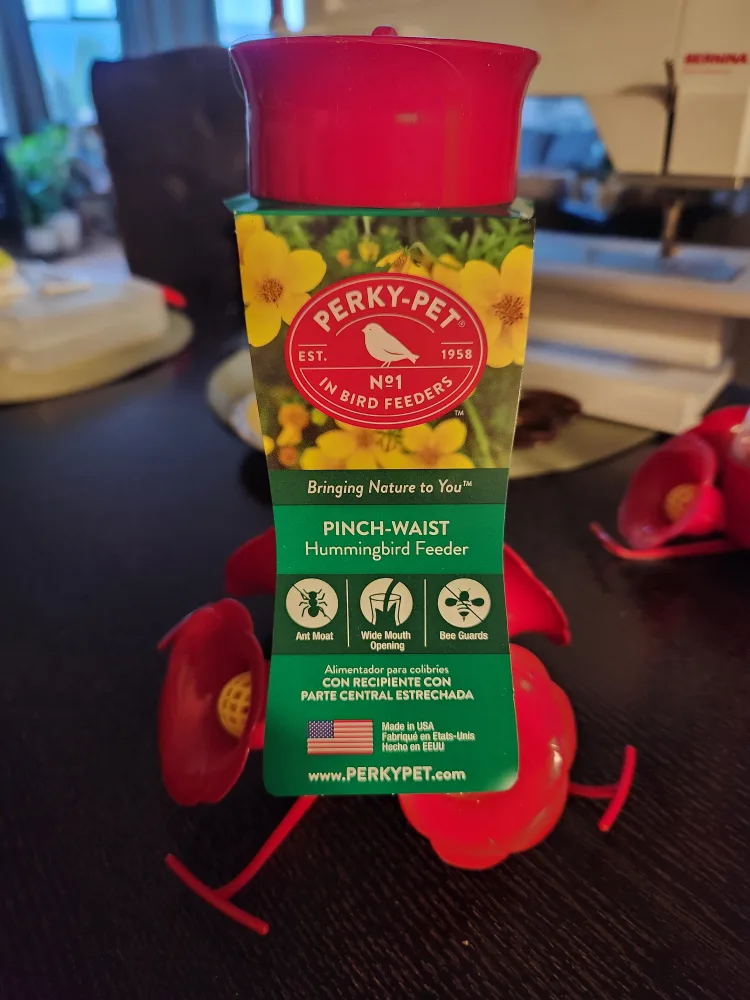 BERNINA
PERKY-PET®
EST. 1958
Nº1
IN BIRD FEEDERS
™
Bringing Nature to You™
PINCH-WAIST
Hummingbird Feeder
Ant Moat
Wide Mouth
Opening
Bee Guards
Alimentador para colibríes
CON RECIPIENTE CON
PARTE CENTRAL ESTRECHADA
Made in USA
Fabriqué en Etats-Unis
Hecho en EEUU
www.PERKYPET.com